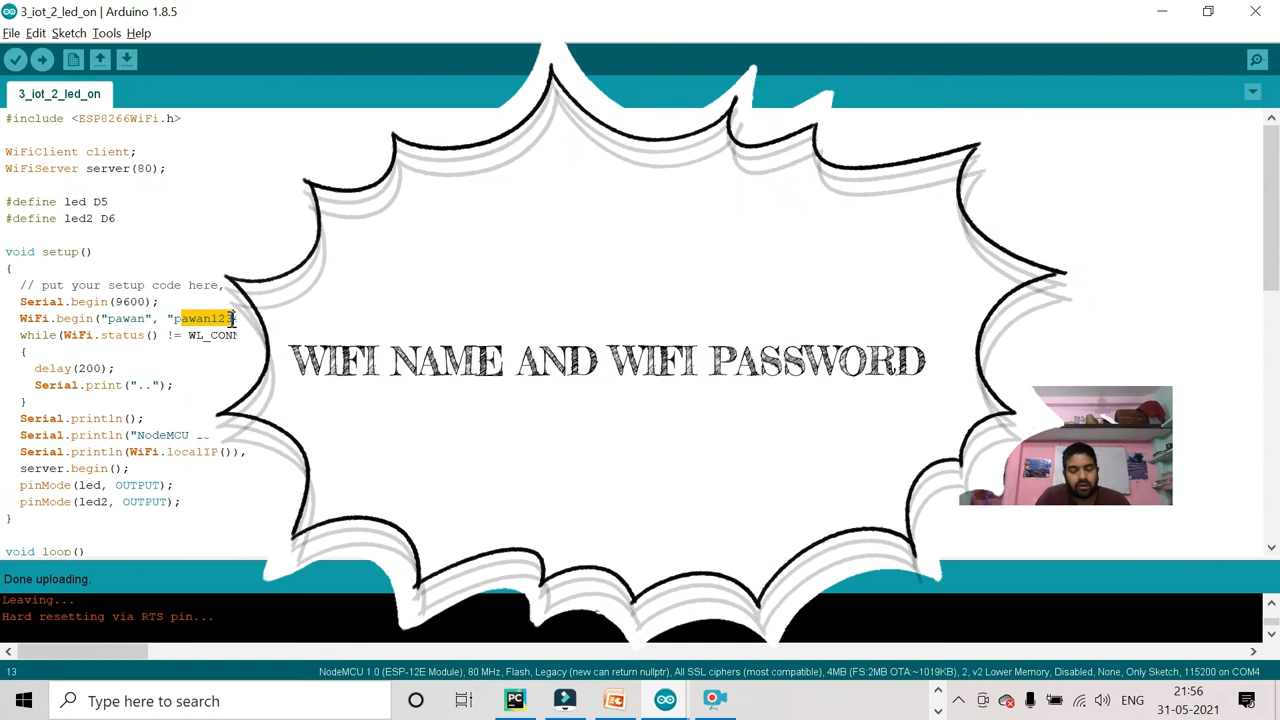 3_iot_2_led_on | Arduino 1.8.5
File Edit Sketch Tools Help
3_iot_2_led_on
#include <ESP8266WiFi.h>
WiFiClient client;
WiFiServer server(80);
#define led D5
#define led2 D6
void setup()
{
// put your setup code here,
Serial.begin(9600);
WiFi.begin("pawan", "pawan123
while(WiFi.status() != WL_CONN
{
delay(200);
Serial.print("..");
}
Serial.println();
Serial.println("NodeMCU
Serial.println(WiFi.localIP()),
server.begin();
pinMode(led, OUTPUT);
pinMode(led2, OUTPUT);
}
void loop()
WIFI NAME AND WIFI PASSWORD
Done uploading.
Leaving...
Hard resetting via RTS pin...
13
NodeMCU 1.0 (ESP-12E Module), 80 MHz, Flash, Legacy (new can return nullptr), All SSL ciphers (most compatible), 4MB (FS:2MB OTA:~1019KB), 2, v2 Lower Memory, Disabled, None, Only Sketch, 115200 on COM4
Type here to search
ENG
21:56
31-05-2021